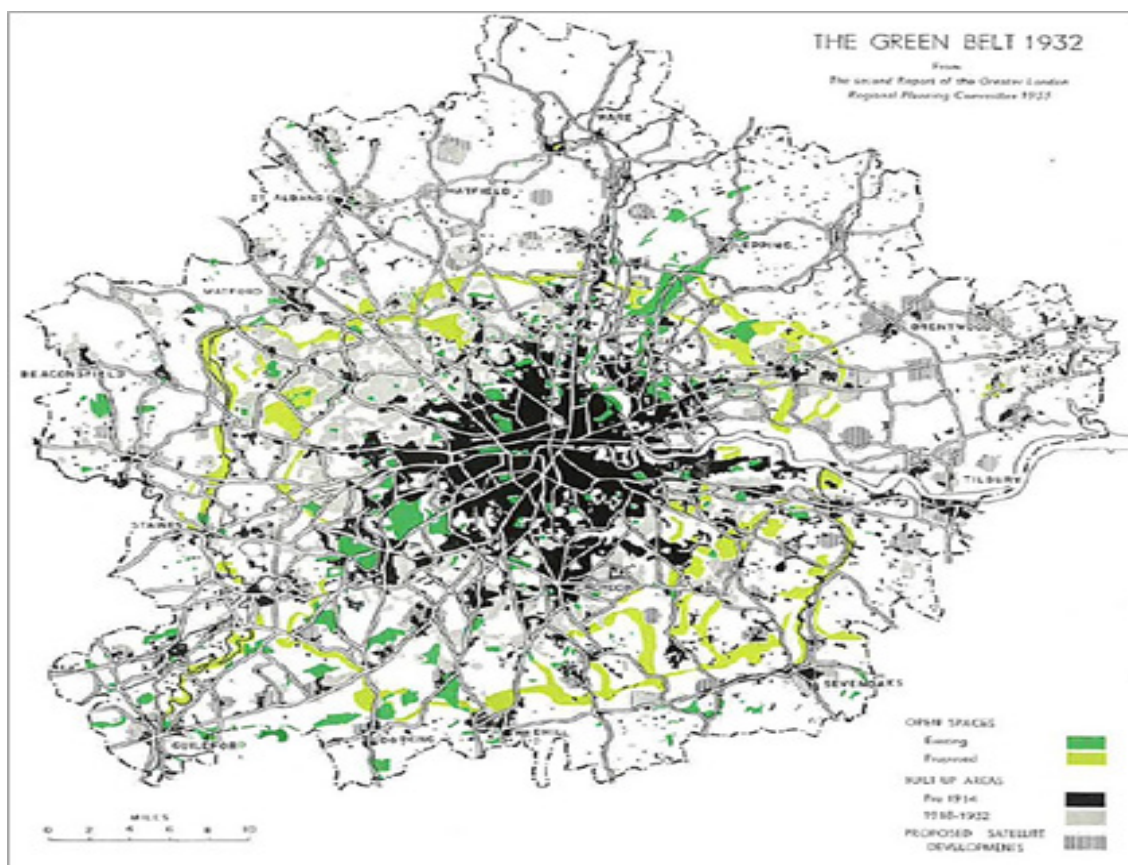 THE GREEN BELT 1932
From
The second Report of the Greater London
Regional Planning Committee 1933
WARE
HATFIELD
ST. ALBANS
EPPING
WATFORD
BRENTWOOD
BEACONSFIELD
TILBURY
STAINES
SEVENOAKS
DORKING
REDHILL
GUILDFORD
OPEN SPACES
Existing
Proposed
BUILT UP AREAS
Pre 1914
1918-1932
PROPOSED SATELLITE
DEVELOPMENTS
MILES
0 2 4 6 8 10